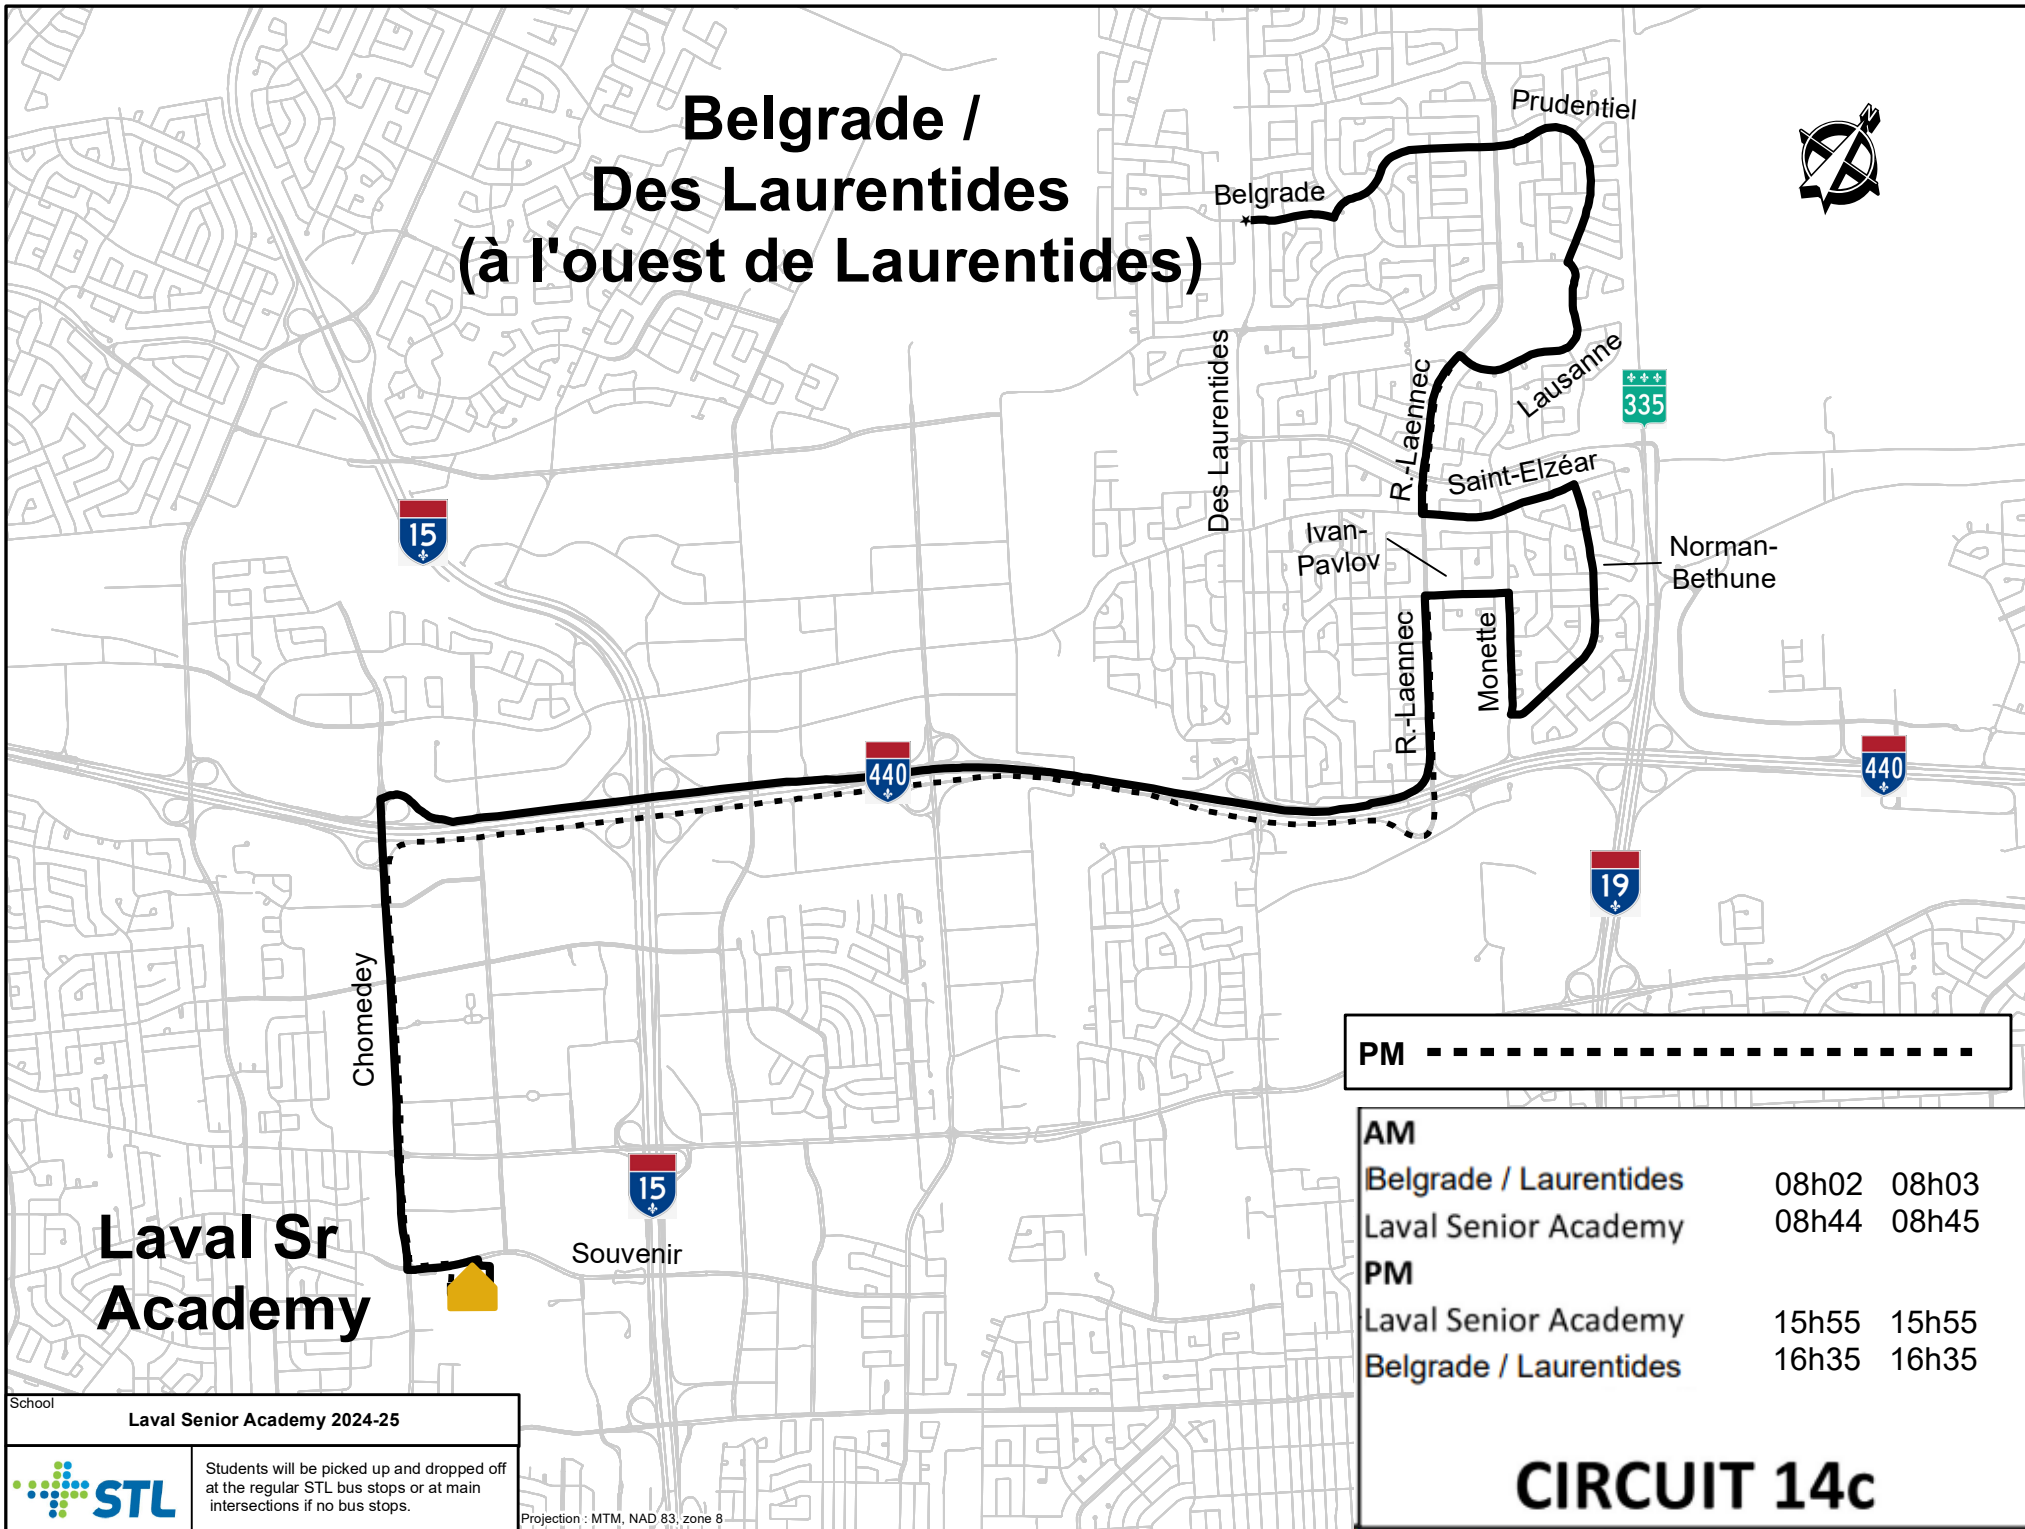 Belgrade /
Des Laurentides
(à l'ouest de Laurentides)
Prudentiel
N
Belgrade
Des Laurentides
R.-Laennec
Lausanne
335
Saint-Elzéar
15
Ivan-
Pavlov
Norman-
Bethune
R.-Laennec
Monette
440
440
19
Chomedey
PM
AM
Belgrade / Laurentides 08h02 08h03
Laval Senior Academy 08h44 08h45
PM
Laval Senior Academy 15h55 15h55
Belgrade / Laurentides 16h35 16h35
CIRCUIT 14c
15
Souvenir
Laval Sr
Academy
School
Laval Senior Academy 2024-25
STL
Students will be picked up and dropped off
at the regular STL bus stops or at main
intersections if no bus stops.
Projection : MTM, NAD 83, zone 8